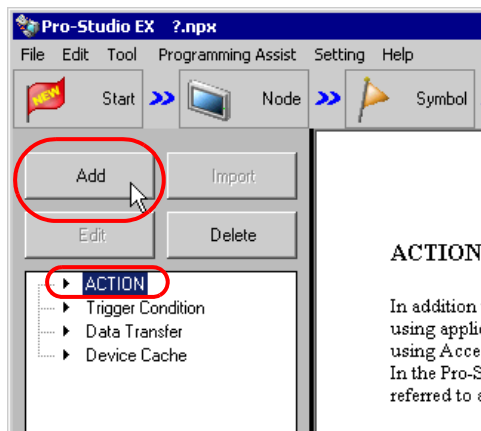 Pro-Studio EX ?.npx
File Edit Tool Programming Assist Setting Help
NEW Start Node Symbol
Add Import
Edit Delete
ACTION
Trigger Condition
Data Transfer
Device Cache
ACTION
In addition
using appli
using Acce
In the Pro-S
referred to a